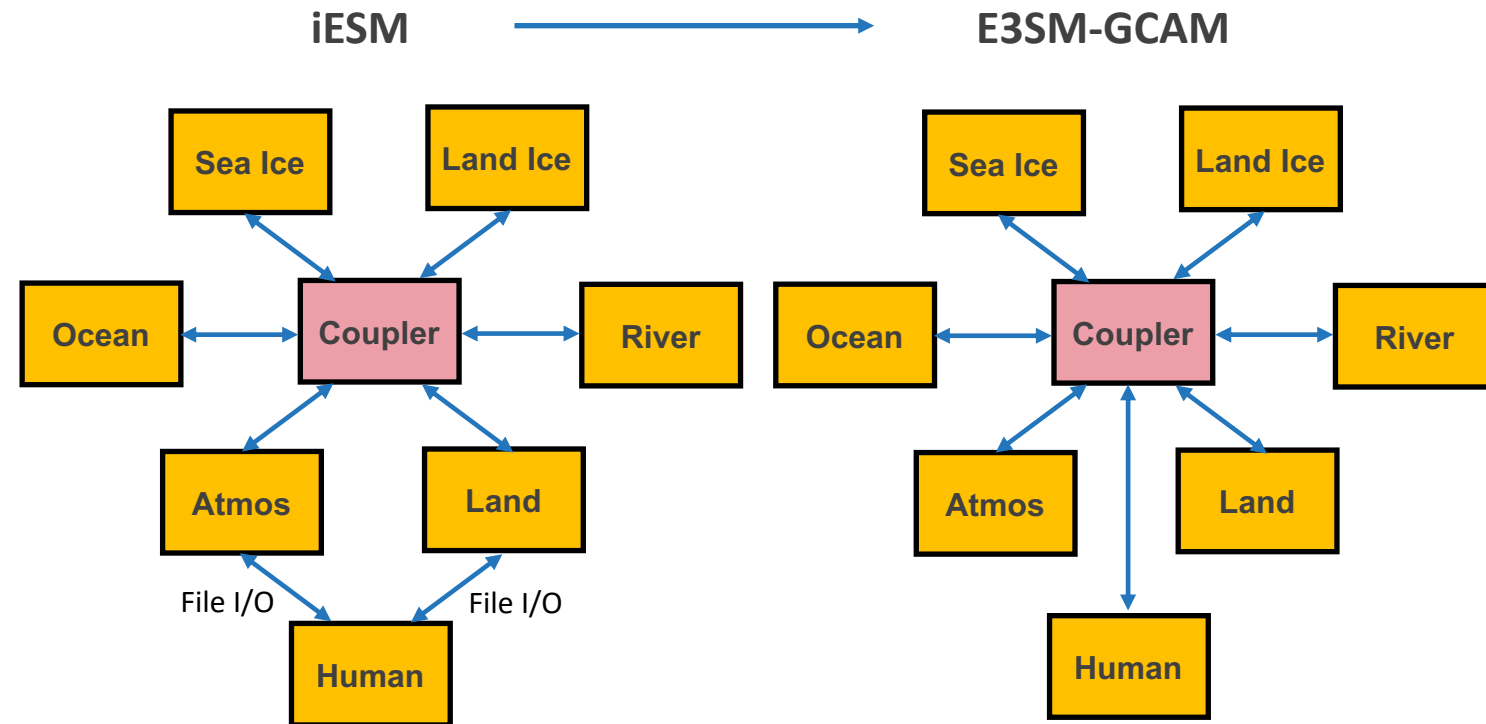 iESM
E3SM-GCAM
Sea Ice
Land Ice
Ocean
Coupler
River
Atmos
Land
File I/O
File I/O
Human
Sea Ice
Land Ice
Ocean
Coupler
River
Atmos
Land
Human